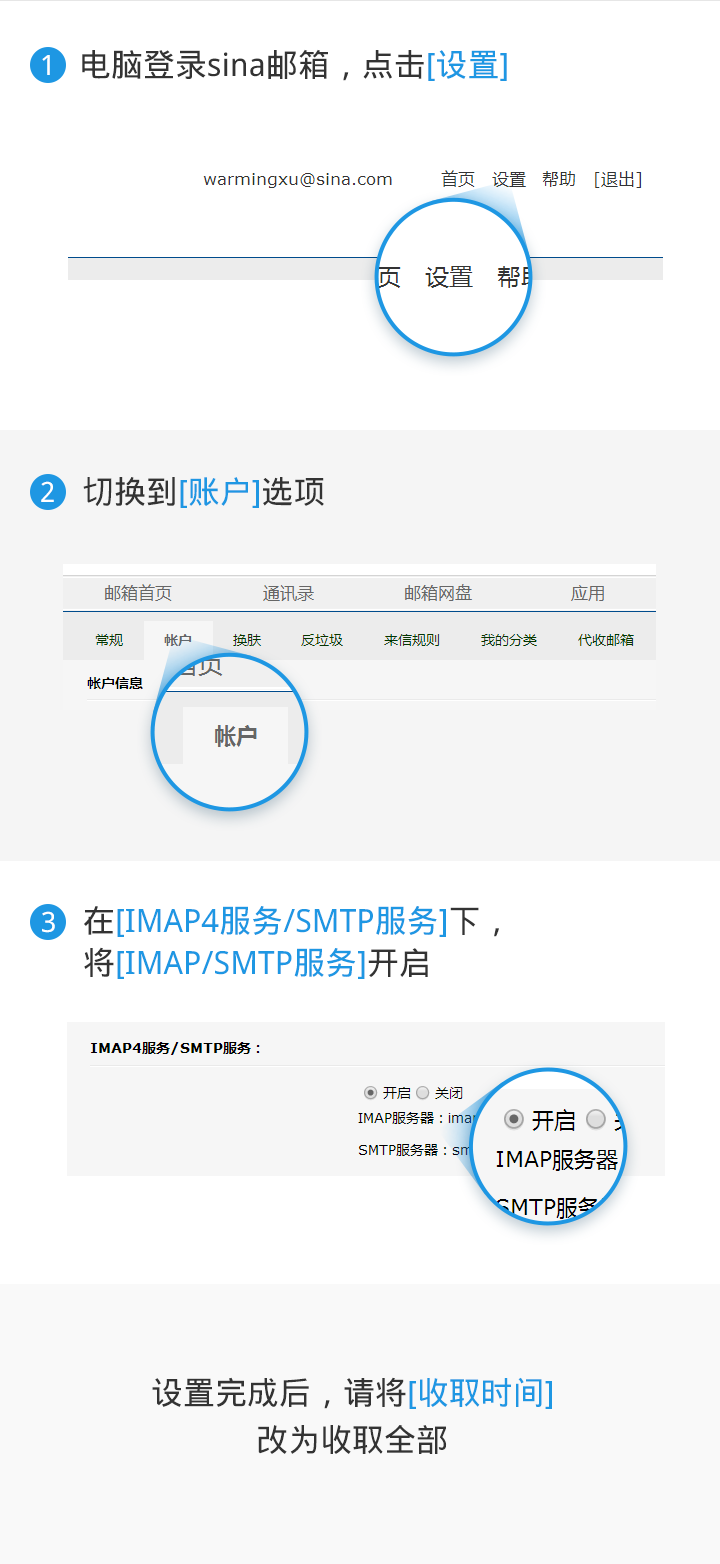 1 电脑登录sina邮箱，点击[设置]
warmingxu@sina.com 首页 设置 帮助 [退出]
页 设置 帮助
2 切换到[账户]选项
邮箱首页 通讯录 邮箱网盘 应用
常规 帐户 换肤 反垃圾 来信规则 我的分类 代收邮箱
首页
帐户信息
帐户
3 在[IMAP4服务/SMTP服务]下，
将[IMAP/SMTP服务]开启
IMAP4服务/SMTP服务：
开启 关闭
IMAP服务器：imap
SMTP服务器：sm
开启
IMAP服务器
SMTP服务
设置完成后，请将[收取时间]
改为收取全部